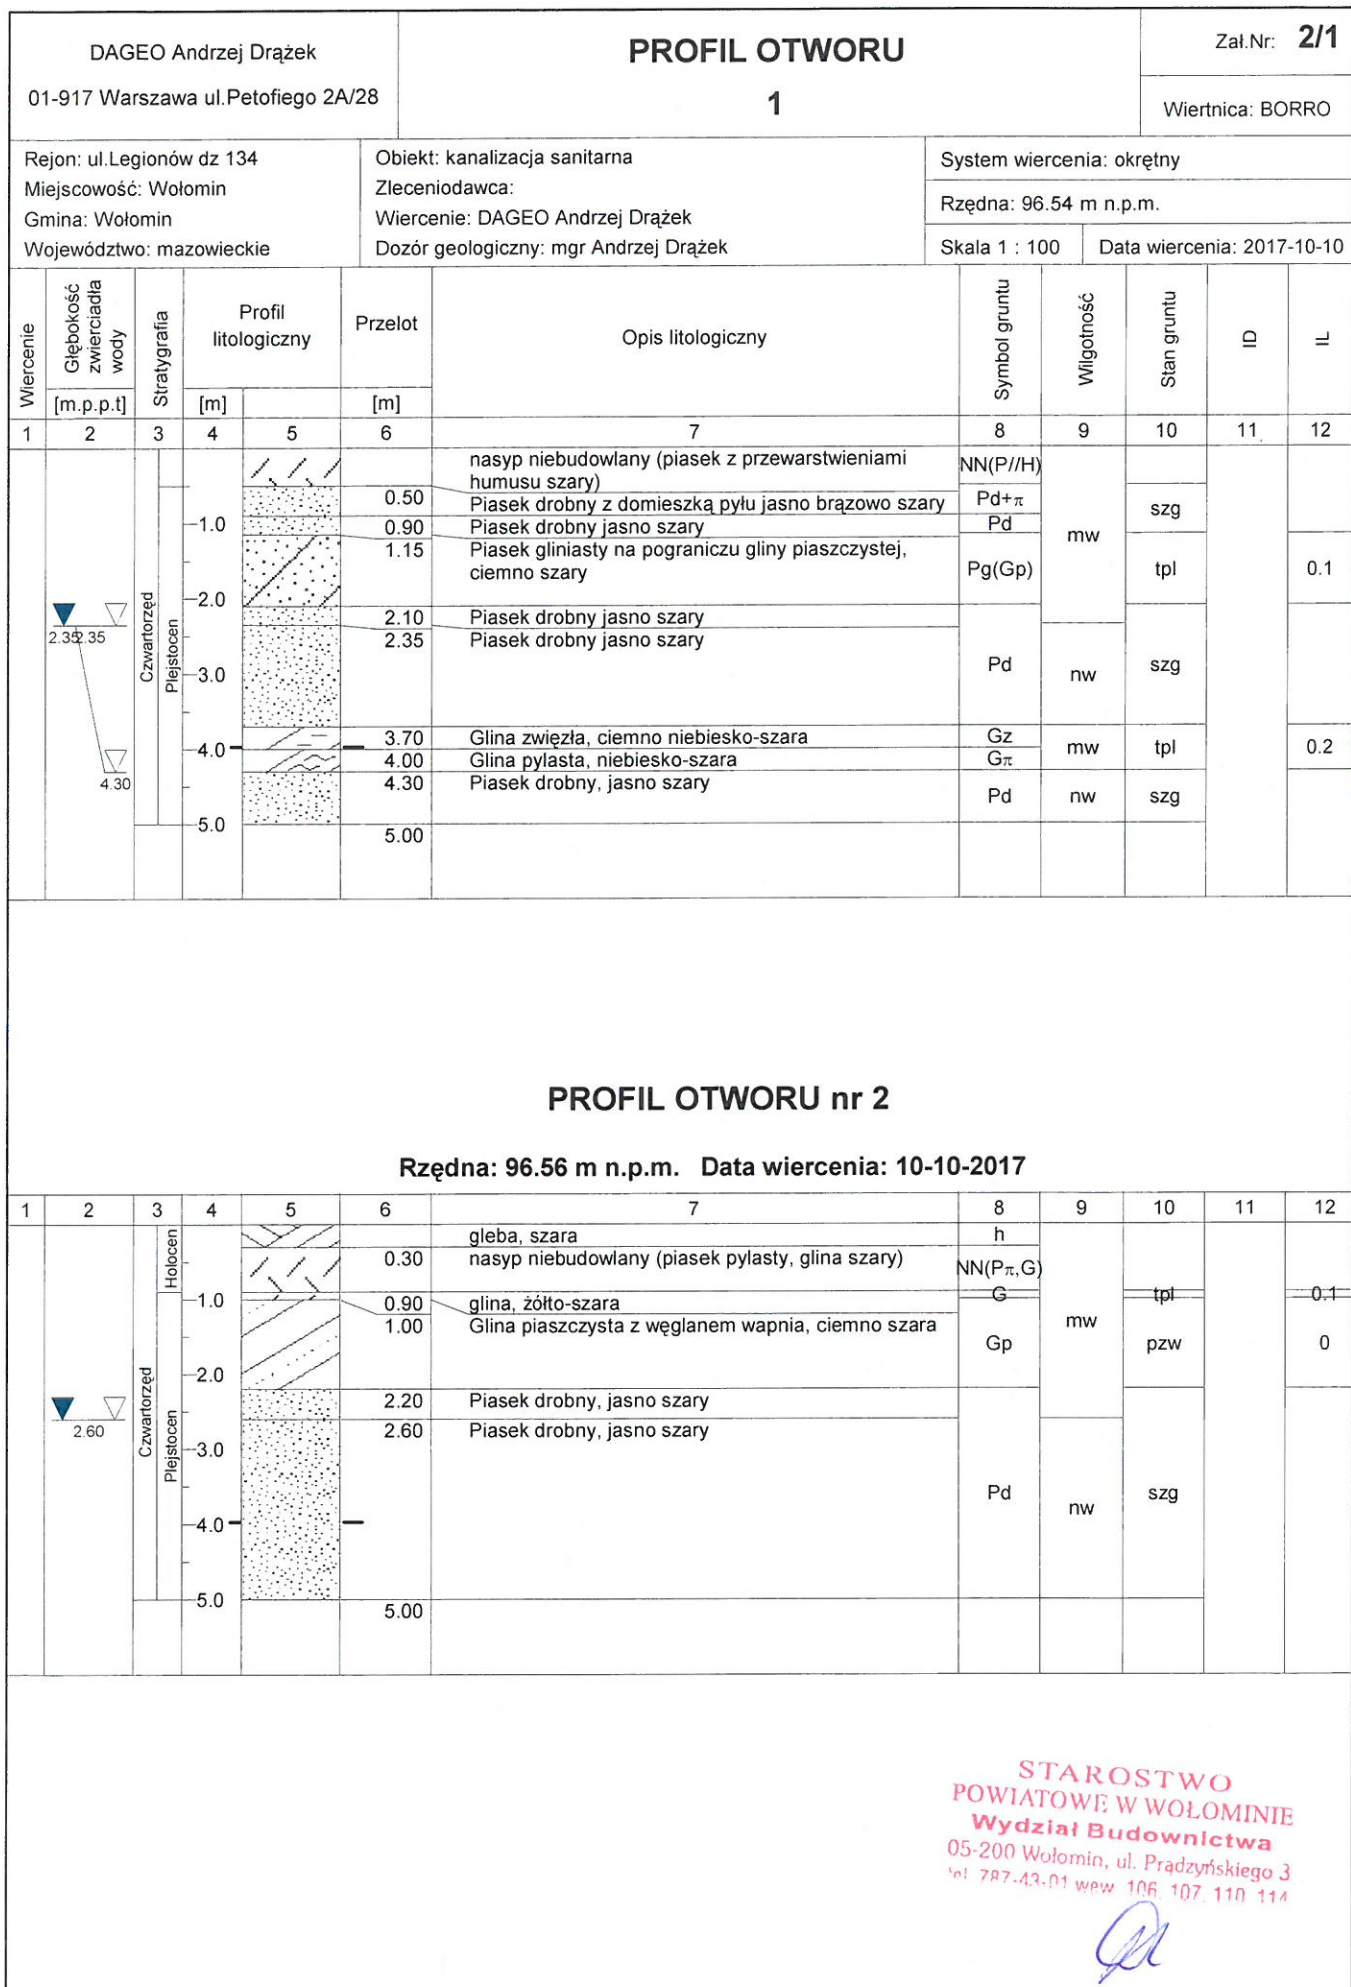 DAGEO Andrzej Drążek
01-917 Warszawa ul.Petofiego 2A/28
PROFIL OTWORU
1
Zał.Nr: 2/1
Wiertnica: BORRO
Rejon: ul.Legionów dz 134
Miejscowość: Wołomin
Gmina: Wołomin
Województwo: mazowieckie
Obiekt: kanalizacja sanitarna
Zleceniodawca:
Wiercenie: DAGEO Andrzej Drążek
Dozór geologiczny: mgr Andrzej Drążek
System wiercenia: okrętny
Rzędna: 96.54 m n.p.m.
Skala 1 : 100
Data wiercenia: 2017-10-10
Wiercenie
Głębokość zwierciadła wody
[m.p.p.t]
Stratygrafia
Profil litologiczny
[m]
Przelot
[m]
Opis litologiczny
Symbol gruntu
Wilgotność
Stan gruntu
ID
IL
1 2 3 4 5 6 7 8 9 10 11 12
nasyp niebudowlany (piasek z przewarstwieniami
humusu szary)
NN(P//H)
0.50 Piasek drobny z domieszką pyłu jasno brązowo szary Pd+π
szg
-1.0 0.90 Piasek drobny jasno szary Pd
mw
1.15 Piasek gliniasty na pograniczu gliny piaszczystej,
ciemno szary
Pg(Gp) tpl 0.1
-2.0
2.10 Piasek drobny jasno szary
2.35 2.35
2.35 Piasek drobny jasno szary
Czwartorzęd
Plejstocen
-3.0
Pd nw szg
3.70 Glina zwięzła, ciemno niebiesko-szara Gz
-4.0 mw tpl 0.2
4.00 Glina pylasta, niebiesko-szara Gπ
4.30
4.30 Piasek drobny, jasno szary
Pd nw szg
-5.0
5.00
PROFIL OTWORU nr 2
Rzędna: 96.56 m n.p.m. Data wiercenia: 10-10-2017
1 2 3 4 5 6 7 8 9 10 11 12
gleba, szara h
Holocen
0.30 nasyp niebudowlany (piasek pylasty, glina szary)
NN(Pπ,G)
-1.0 0.90 glina, żółto-szara G tpl 0.1
1.00 Glina piaszczysta z węglanem wapnia, ciemno szara
mw
Gp pzw 0
-2.0
2.20 Piasek drobny, jasno szary
2.60
2.60 Piasek drobny, jasno szary
Czwartorzęd
Plejstocen
-3.0
Pd nw szg
-4.0
-5.0
5.00
STAROSTWO
POWIATOWE W WOŁOMINIE
Wydział Budownictwa
05-200 Wołomin, ul. Prądzyńskiego 3
tel. 787-43-01 wew. 106, 107, 110, 114